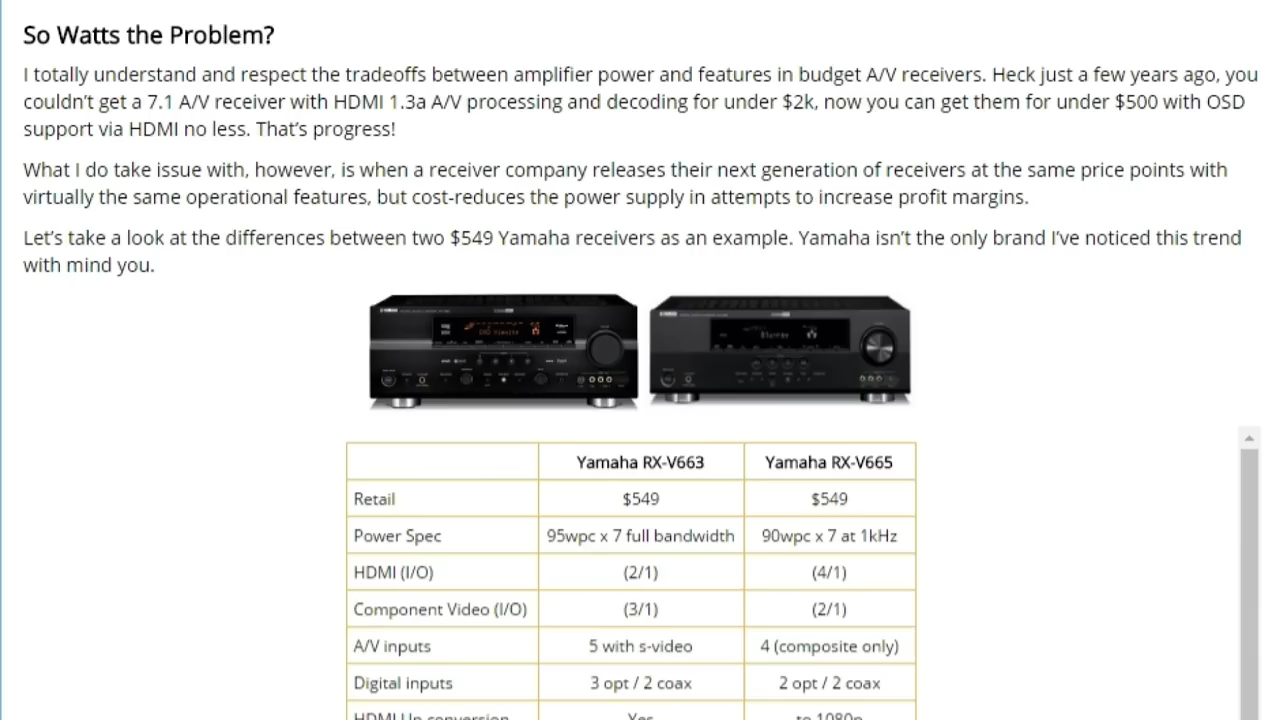 So Watts the Problem?
I totally understand and respect the tradeoffs between amplifier power and features in budget A/V receivers. Heck just a few years ago, you
couldn't get a 7.1 A/V receiver with HDMI 1.3a A/V processing and decoding for under $2k, now you can get them for under $500 with OSD
support via HDMI no less. That's progress!
What I do take issue with, however, is when a receiver company releases their next generation of receivers at the same price points with
virtually the same operational features, but cost-reduces the power supply in attempts to increase profit margins.
Let's take a look at the differences between two $549 Yamaha receivers as an example. Yamaha isn't the only brand I've noticed this trend
with mind you.
Yamaha RX-V663 Yamaha RX-V665
Retail $549 $549
Power Spec 95wpc x 7 full bandwidth 90wpc x 7 at 1kHz
HDMI (I/O) (2/1) (4/1)
Component Video (I/O) (3/1) (2/1)
A/V inputs 5 with s-video 4 (composite only)
Digital inputs 3 opt / 2 coax 2 opt / 2 coax
HDMI Up conversion Yes to 1080p